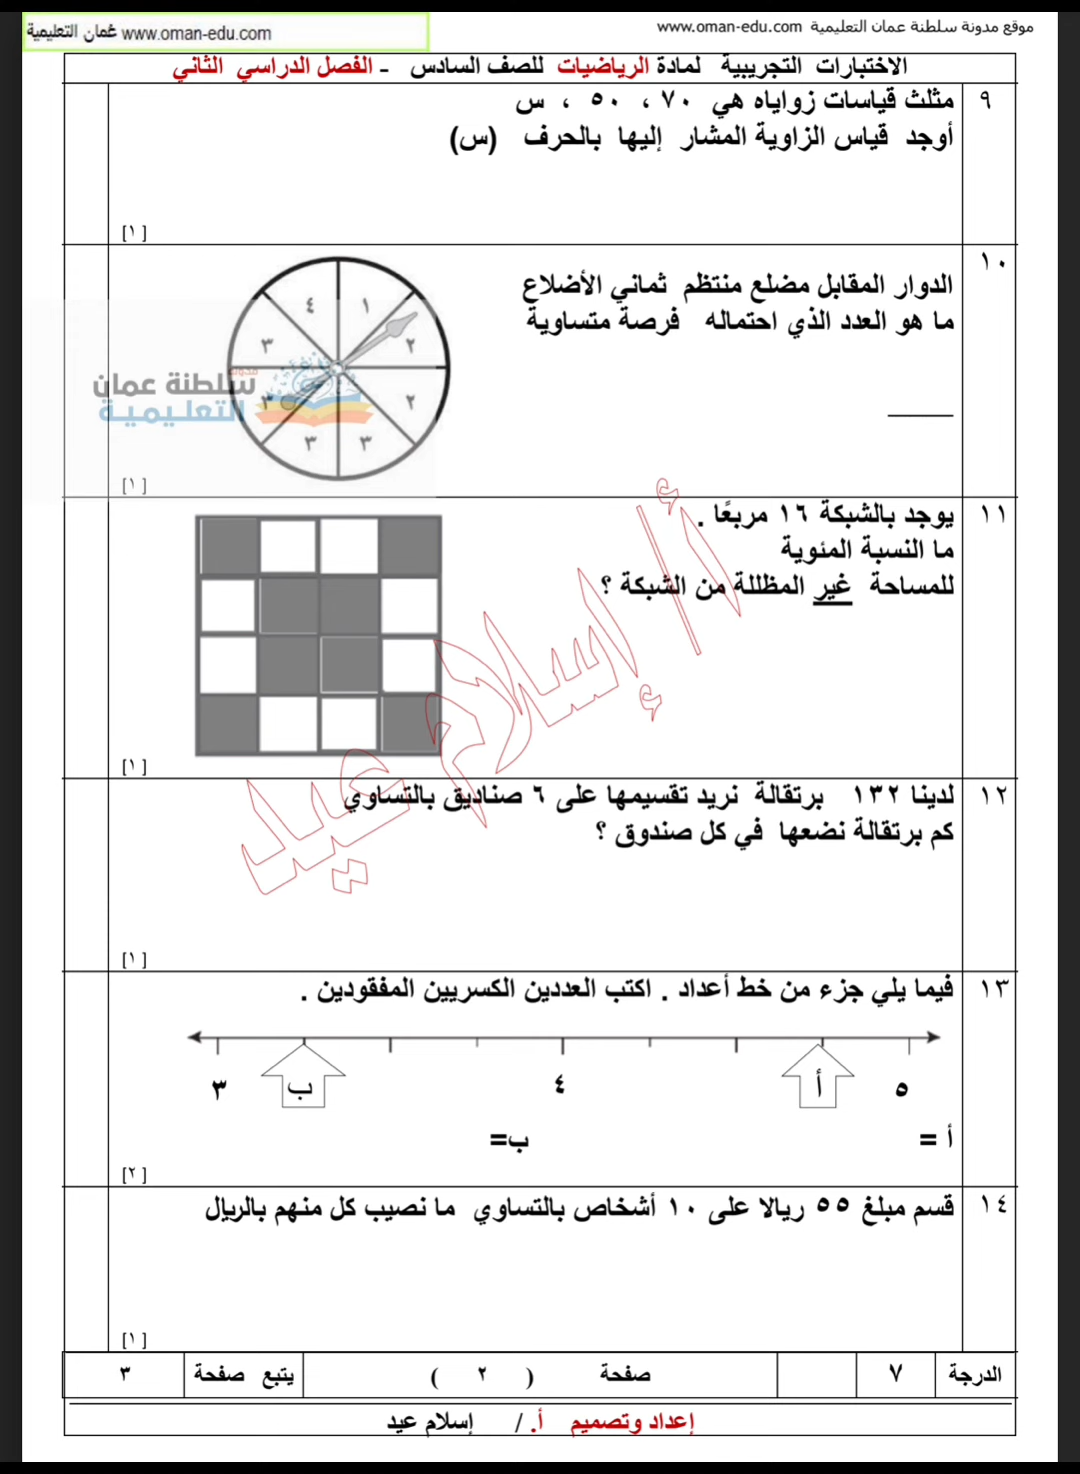 موقع مدونة سلطنة عمان التعليمية www.oman-edu.com
عُمان التعليمية www.oman-edu.com
الاختبارات التجريبية لمادة الرياضيات للصف السادس - الفصل الدراسي الثاني
٩
مثلث قياسات زواياه هي ٧٠ ، ٥٠ ، س
أوجد قياس الزاوية المشار إليها بالحرف (س)
[١]
١٠
الدوار المقابل مضلع منتظم ثماني الأضلاع
ما هو العدد الذي احتماله فرصة متساوية
٤ ١
٣ ٢
٣ ٢
٣ ٣
مدونة
سلطنة عمان
التعليمية
[١]
١١
يوجد بالشبكة ١٦ مربعًا .
ما النسبة المئوية
للمساحة غير المظللة من الشبكة ؟
[١]
أ/ إسلام عيد
١٢
لدينا ١٣٢ برتقالة نريد تقسيمها على ٦ صناديق بالتساوي
كم برتقالة نضعها في كل صندوق ؟
[١]
١٣
فيما يلي جزء من خط أعداد . اكتب العددين الكسريين المفقودين .
٣ ب ٤ أ ٥
أ = ب=
[٢]
١٤
قسم مبلغ ٥٥ ريالا على ١٠ أشخاص بالتساوي ما نصيب كل منهم بالريال
[١]
الدرجة ٧ صفحة ( ٢ ) يتبع صفحة ٣
إعداد وتصميم أ. / إسلام عيد